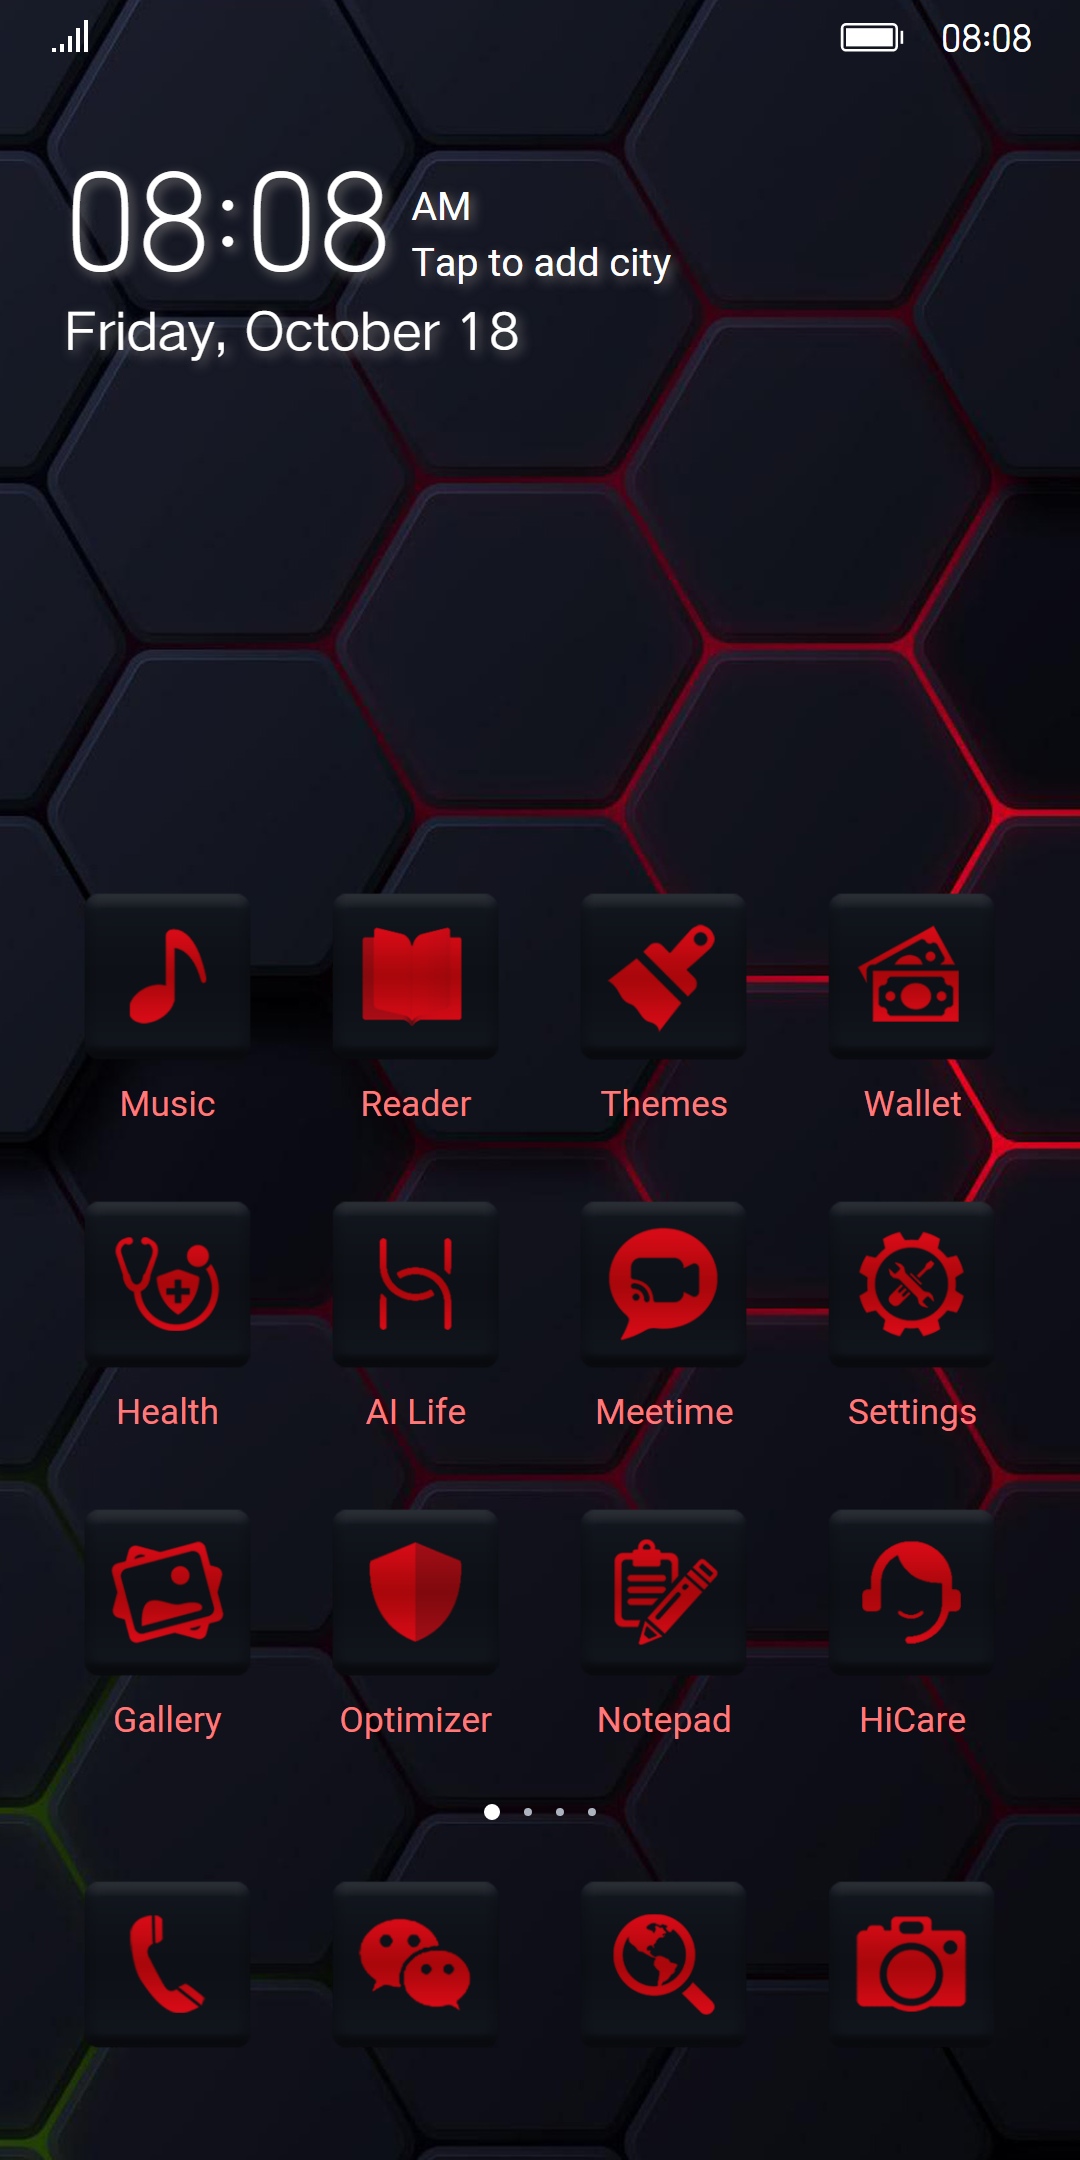 08:08
08:08 AM
Tap to add city
Friday, October 18
Music Reader Themes Wallet
Health AI Life Meetime Settings
Gallery Optimizer Notepad HiCare